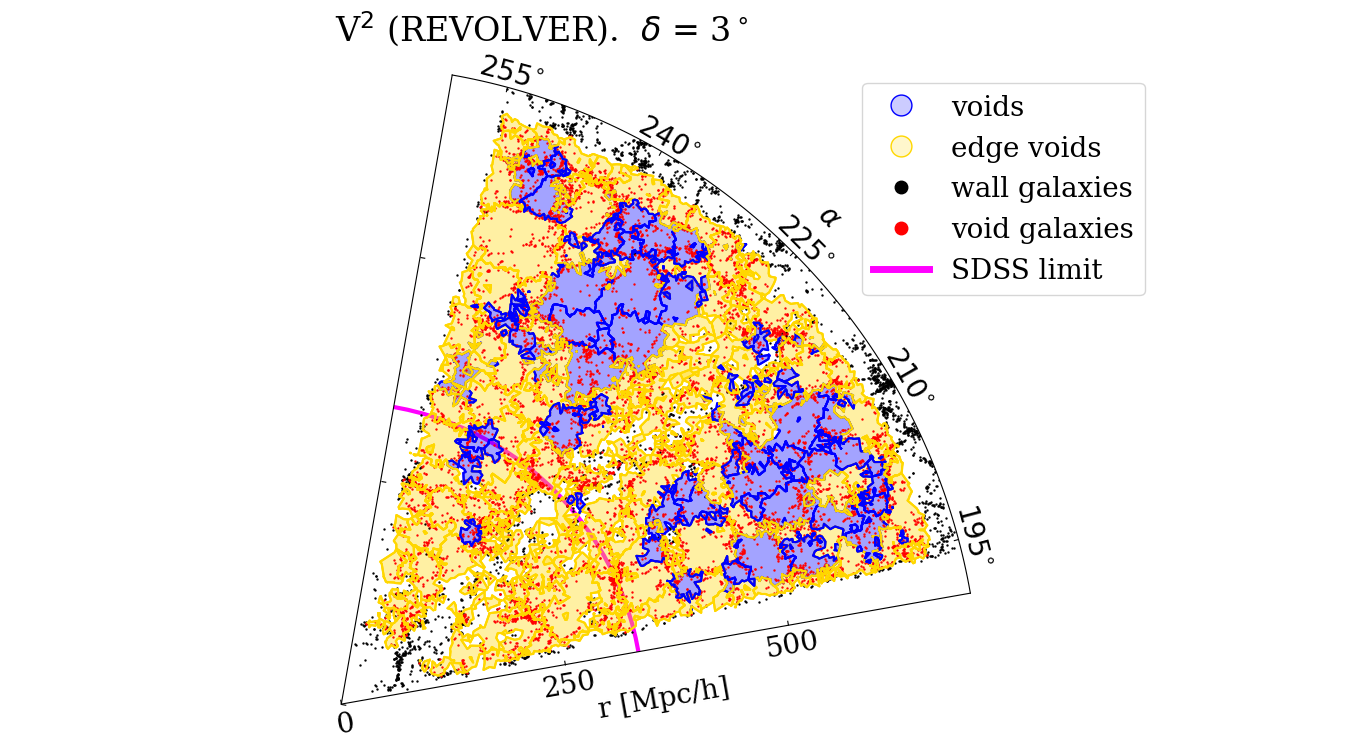 V² (REVOLVER). δ = 3°
255°
240°
α
225°
210°
195°
voids
edge voids
wall galaxies
void galaxies
SDSS limit
0
250
500
r [Mpc/h]